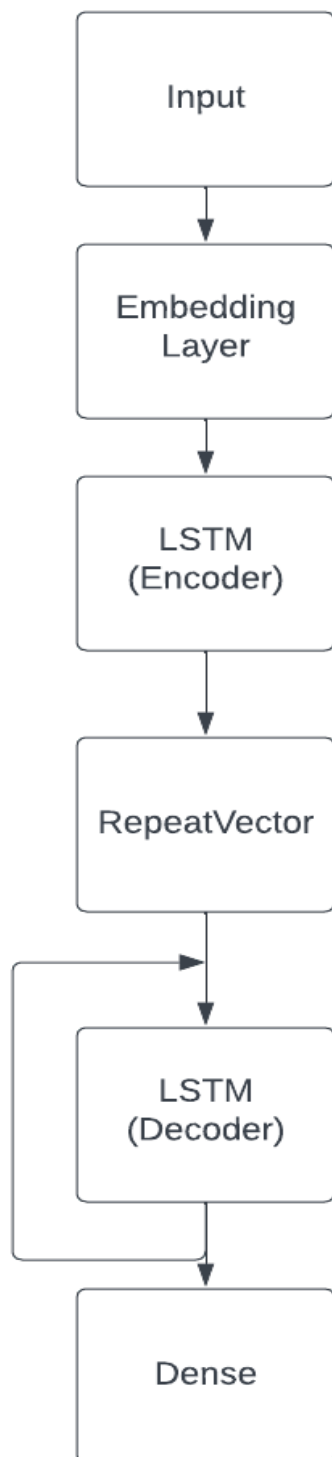 Input
Embedding
Layer
LSTM
(Encoder)
RepeatVector
LSTM
(Decoder)
Dense